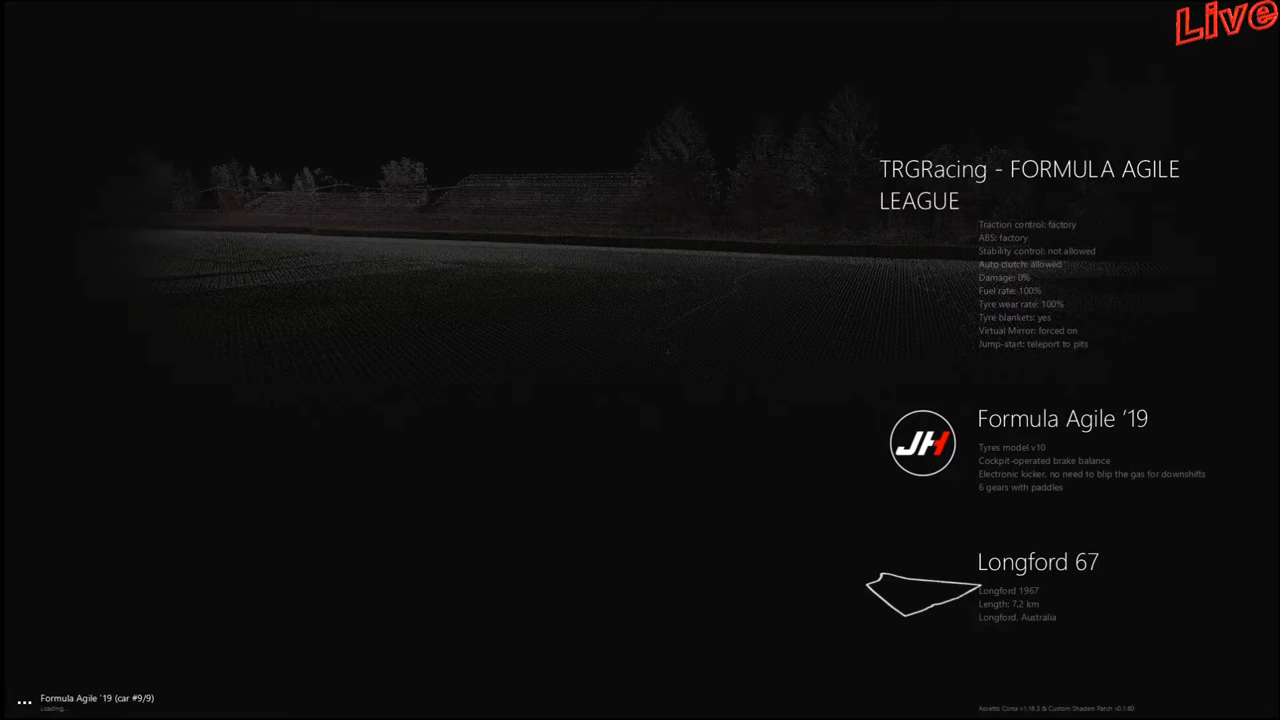 Live
TRGRacing - FORMULA AGILE
LEAGUE
Traction control: factory
ABS: factory
Stability control: not allowed
Auto clutch: allowed
Damage: 0%
Fuel rate: 100%
Tyre wear rate: 100%
Tyre blankets: yes
Virtual Mirror: forced on
Jump-start: teleport to pits
JH
Formula Agile '19
Tyres model v10
Cockpit-operated brake balance
Electronic kicker, no need to blip the gas for downshifts
6 gears with paddles
Longford 67
Longford 1967
Length: 7.2 km
Longford, Australia
... Formula Agile '19 (car #9/9)
Loading...
Assetto Corsa v1.16.3 & Custom Shaders Patch v0.1.60